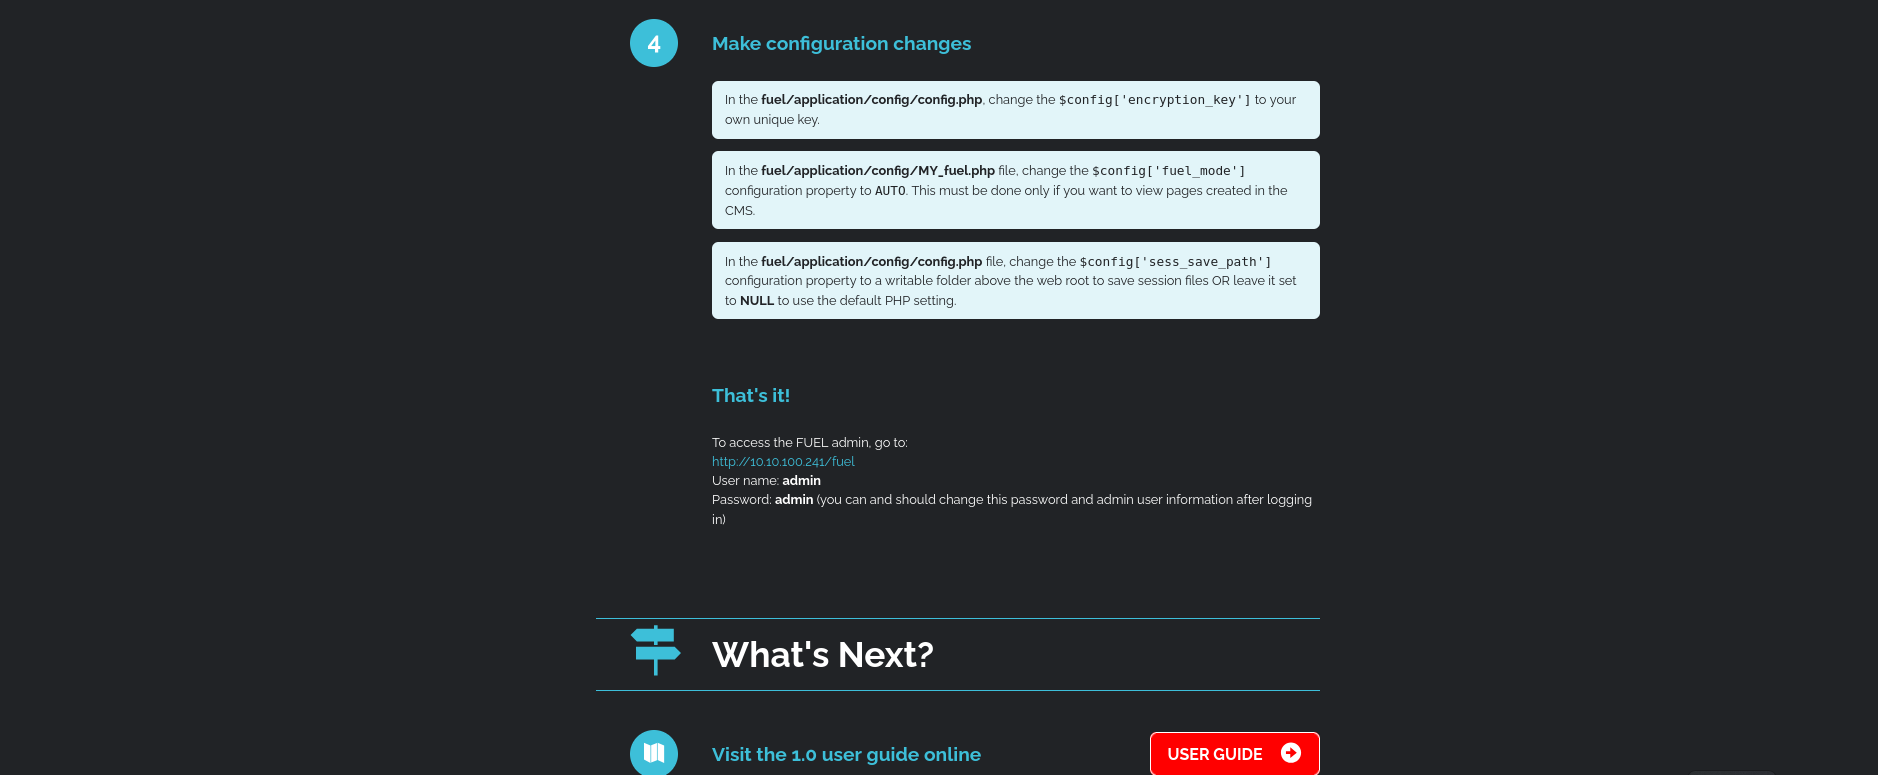 4
Make configuration changes
In the fuel/application/config/config.php, change the $config['encryption_key'] to your
own unique key.
In the fuel/application/config/MY_fuel.php file, change the $config['fuel_mode']
configuration property to AUTO. This must be done only if you want to view pages created in the
CMS.
In the fuel/application/config/config.php file, change the $config['sess_save_path']
configuration property to a writable folder above the web root to save session files OR leave it set
to NULL to use the default PHP setting.
That's it!
To access the FUEL admin, go to:
http://10.10.100.241/fuel
User name: admin
Password: admin (you can and should change this password and admin user information after logging
in)
What's Next?
Visit the 1.0 user guide online
USER GUIDE